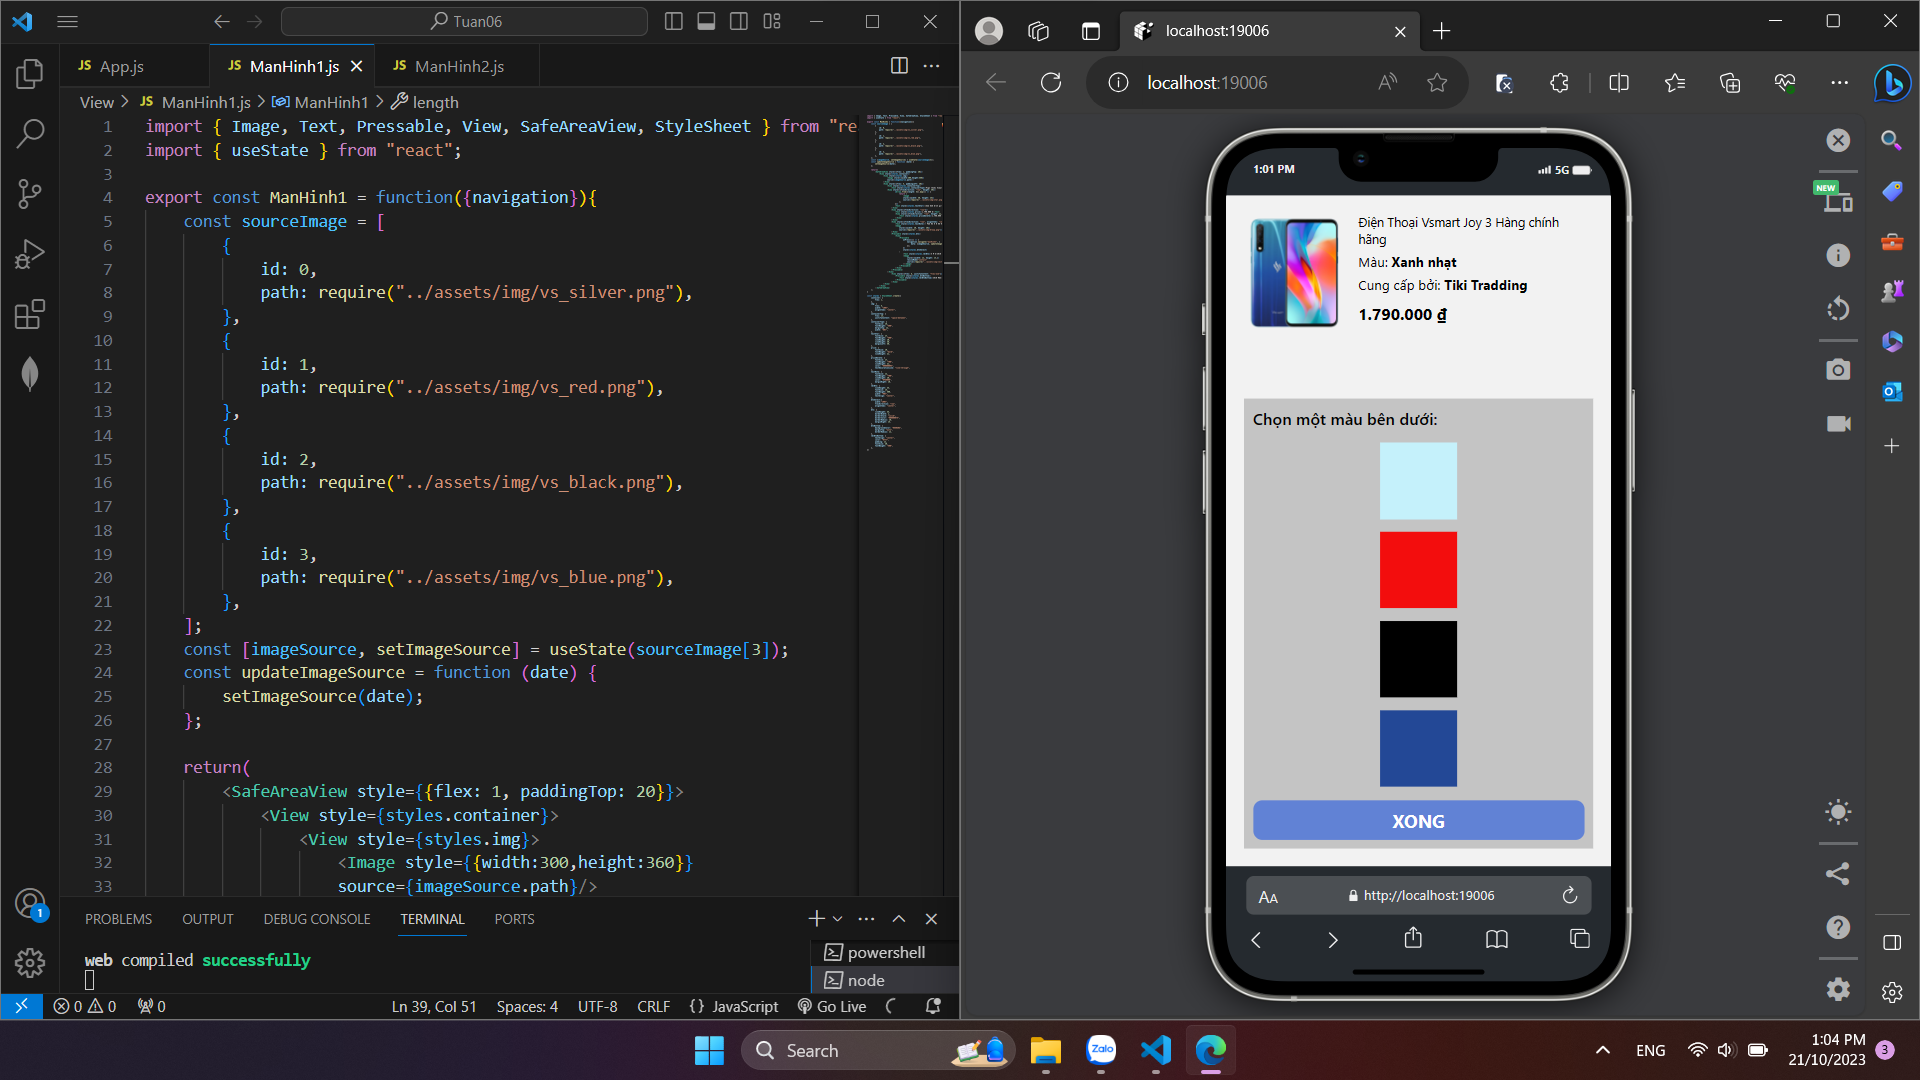 Tuan06
JS App.js
JS ManHinh1.js
JS ManHinh2.js
View > JS ManHinh1.js > ManHinh1 > length
1 import { Image, Text, Pressable, View, SafeAreaView, StyleSheet } from "re
2 import { useState } from "react";
3
4 export const ManHinh1 = function({navigation}){
5 const sourceImage = [
6 {
7 id: 0,
8 path: require("../assets/img/vs_silver.png"),
9 },
10 {
11 id: 1,
12 path: require("../assets/img/vs_red.png"),
13 },
14 {
15 id: 2,
16 path: require("../assets/img/vs_black.png"),
17 },
18 {
19 id: 3,
20 path: require("../assets/img/vs_blue.png"),
21 },
22 ];
23 const [imageSource, setImageSource] = useState(sourceImage[3]);
24 const updateImageSource = function (date) {
25 setImageSource(date);
26 };
27
28 return(
29 <SafeAreaView style={{flex: 1, paddingTop: 20}}>
30 <View style={styles.container}>
31 <View style={styles.img}>
32 <Image style={{width:300,height:360}}
33 source={imageSource.path}/>
1
PROBLEMS OUTPUT DEBUG CONSOLE TERMINAL PORTS
web compiled successfully
powershell
node
0 0 0
Ln 39, Col 51 Spaces: 4 UTF-8 CRLF {} JavaScript Go Live
localhost:19006
localhost:19006
NEW
1:01 PM
5G
Điện Thoại Vsmart Joy 3 Hàng chính
hãng
Màu: Xanh nhạt
Cung cấp bởi: Tiki Tradding
1.790.000 ₫
Chọn một màu bên dưới:
XONG
AA http://localhost:19006
Search
Zalo
ENG
1:04 PM
21/10/2023
3